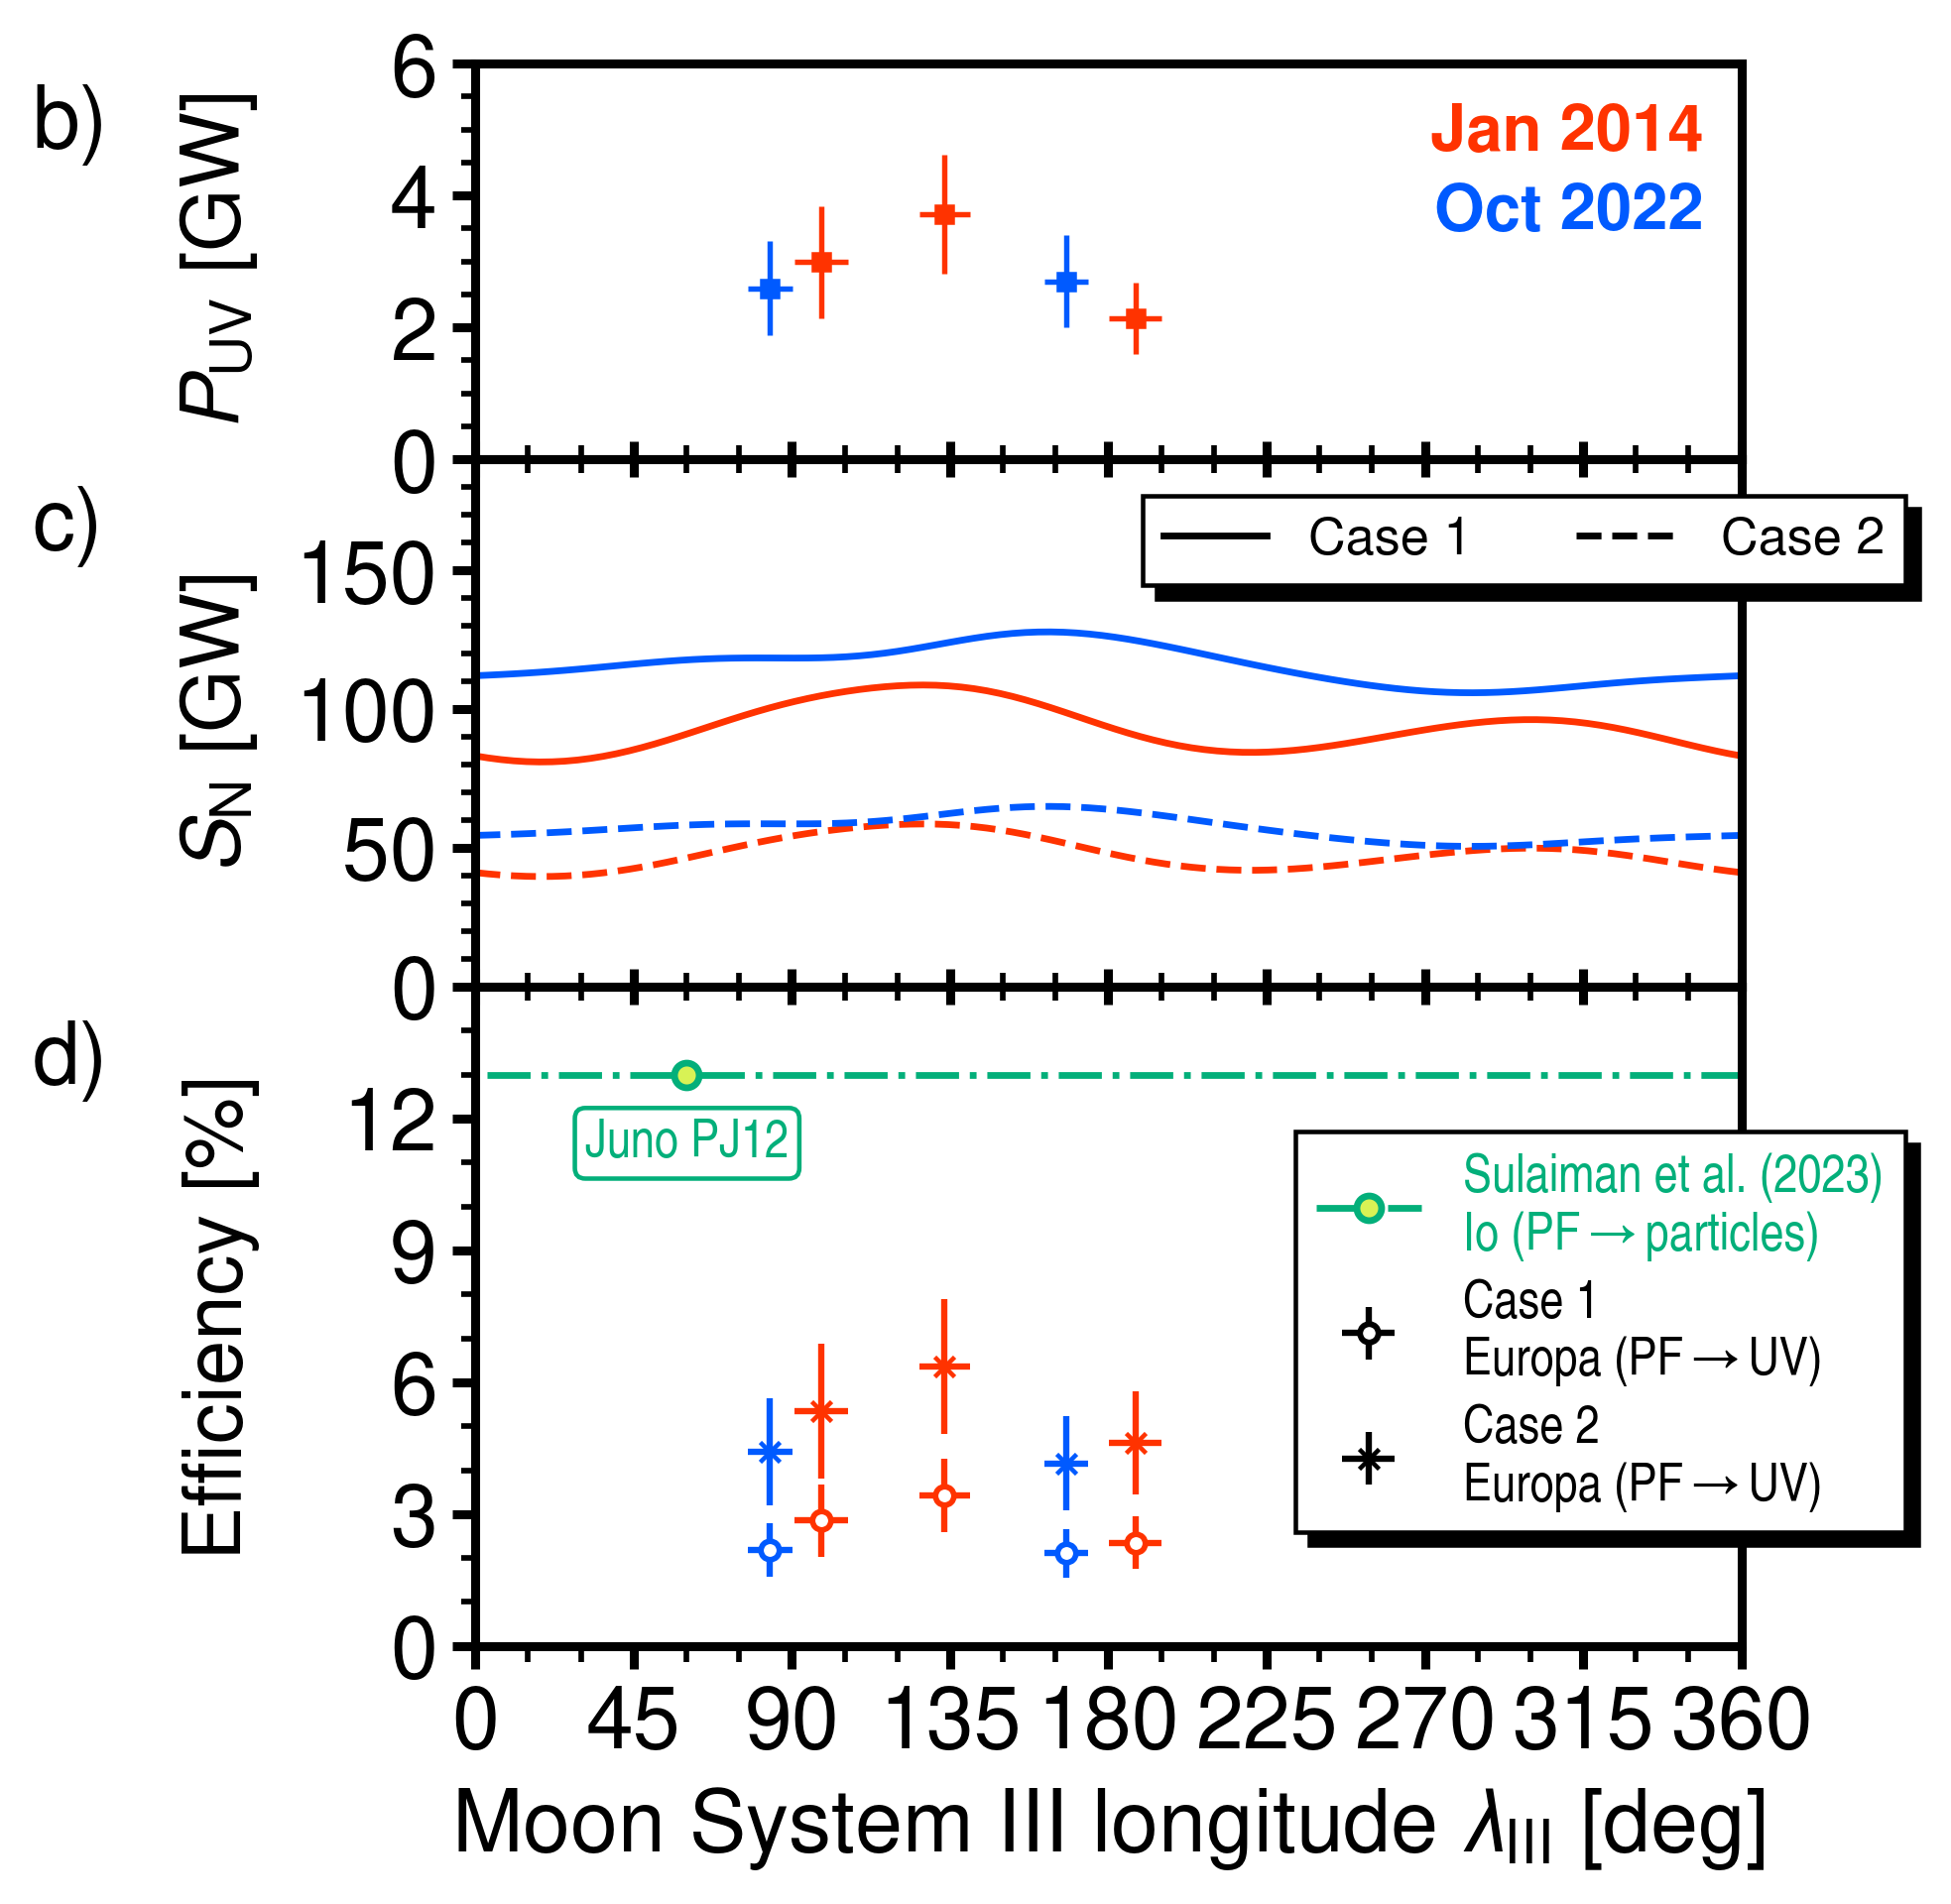 b)
P_UV [GW]
6
4
2
0
Jan 2014
Oct 2022
c)
S_N [GW]
150
100
50
0
Case 1
Case 2
d)
Efficiency [%]
12
9
6
3
0
Juno PJ12
Sulaiman et al. (2023)
Io (PF → particles)
Case 1
Europa (PF → UV)
Case 2
Europa (PF → UV)
0 45 90 135 180 225 270 315 360
Moon System III longitude λ_III [deg]